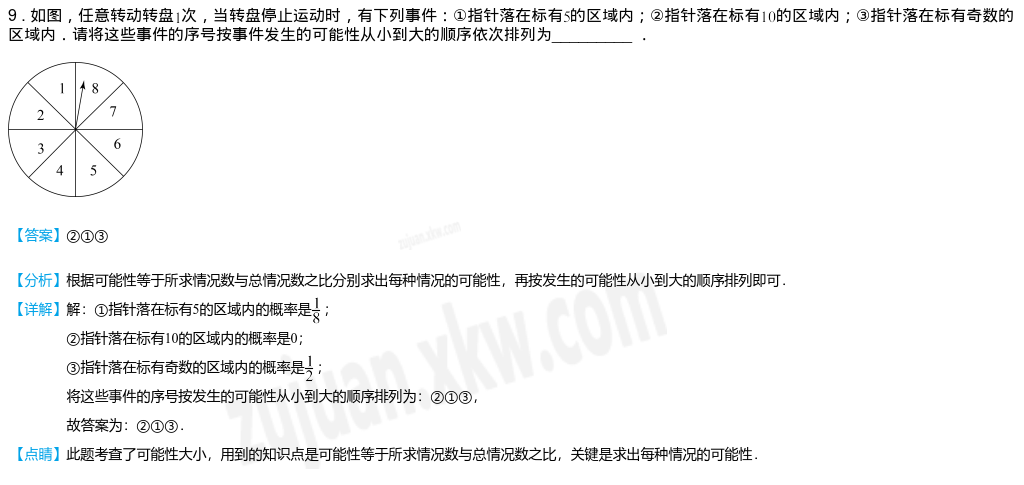 9．如图，任意转动转盘1次，当转盘停止运动时，有下列事件：①指针落在标有5的区域内；②指针落在标有10的区域内；③指针落在标有奇数的
区域内．请将这些事件的序号按事件发生的可能性从小到大的顺序依次排列为__________ ．
1 8
2 7
3 6
4 5
【答案】②①③
【分析】根据可能性等于所求情况数与总情况数之比分别求出每种情况的可能性，再按发生的可能性从小到大的顺序排列即可．
【详解】解：①指针落在标有5的区域内的概率是1/8；
②指针落在标有10的区域内的概率是0；
③指针落在标有奇数的区域内的概率是1/2；
将这些事件的序号按发生的可能性从小到大的顺序排列为：②①③，
故答案为：②①③．
【点睛】此题考查了可能性大小，用到的知识点是可能性等于所求情况数与总情况数之比，关键是求出每种情况的可能性．
zujuan.xkw.com
zujuan.xkw.com